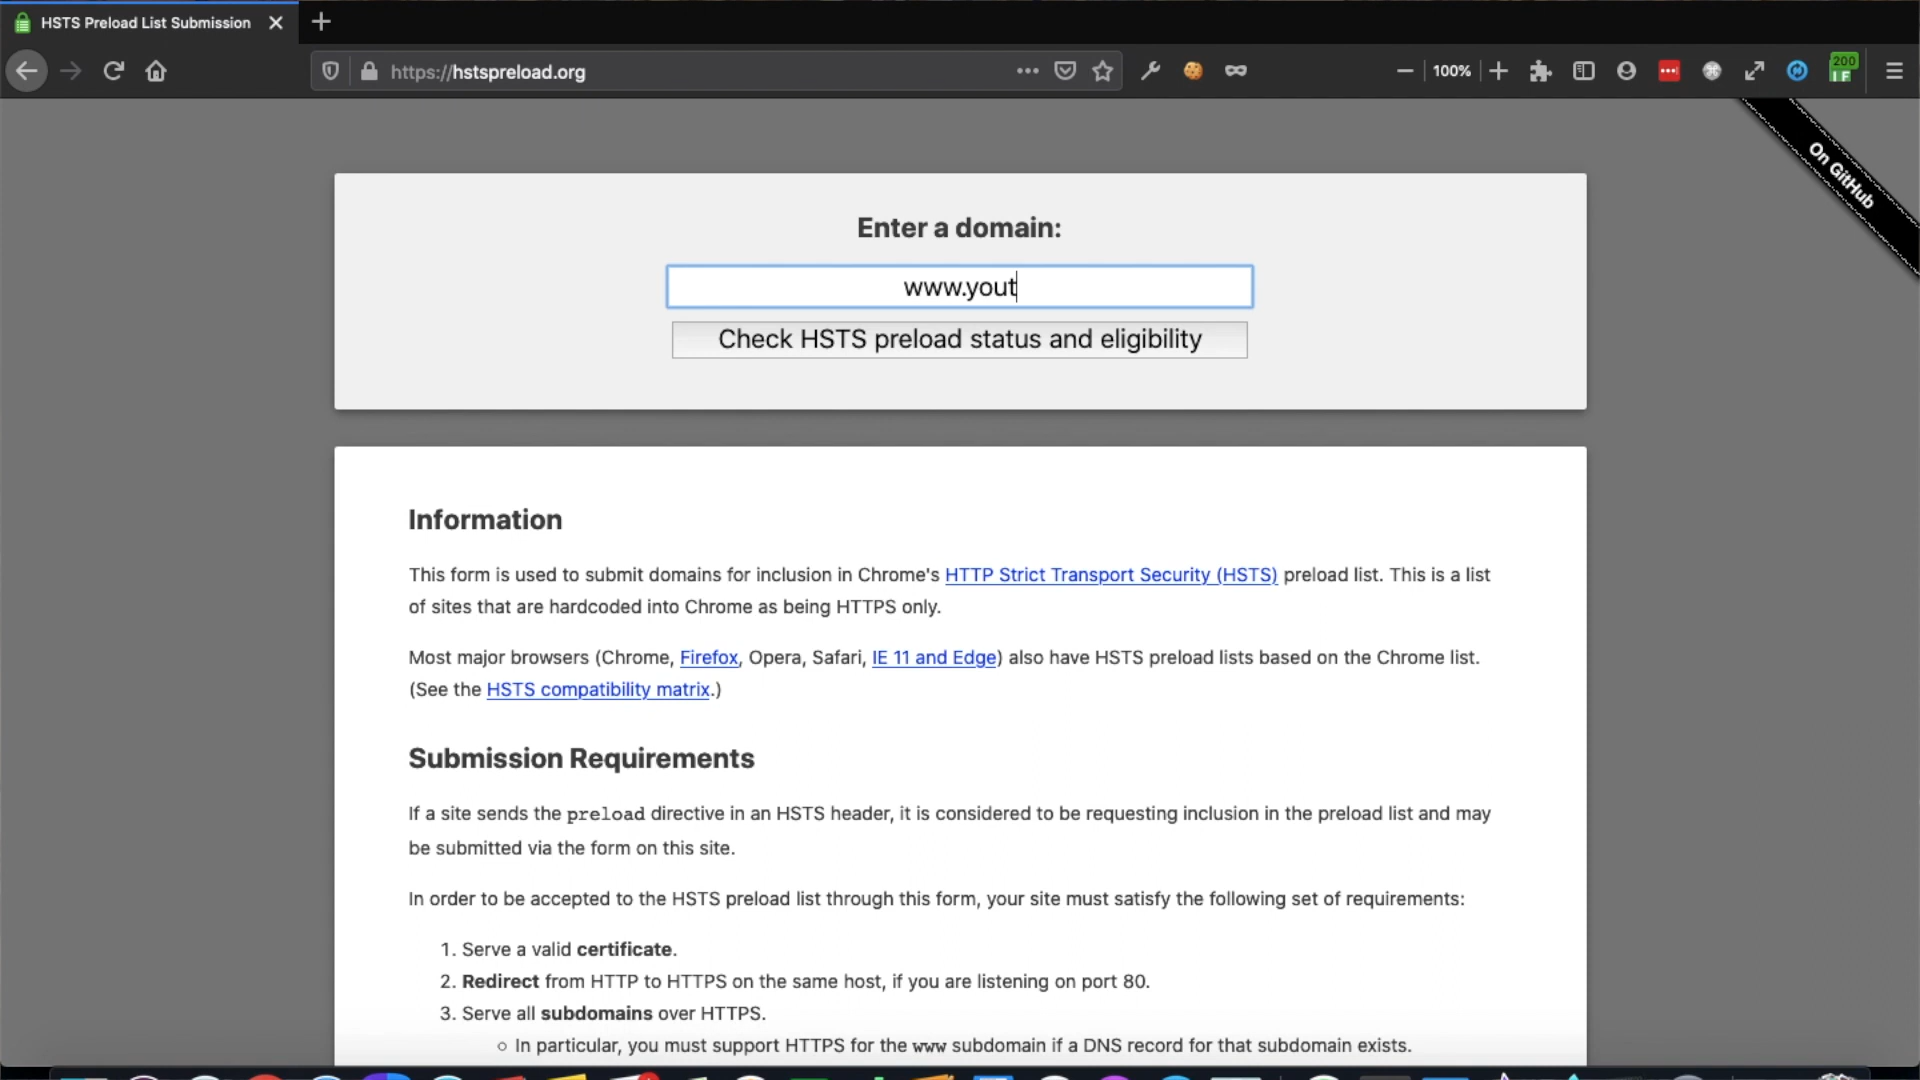 HSTS Preload List Submission
https://hstspreload.org
100%
200
I F
On GitHub
Enter a domain:
www.yout
Check HSTS preload status and eligibility
Information
This form is used to submit domains for inclusion in Chrome's HTTP Strict Transport Security (HSTS) preload list. This is a list
of sites that are hardcoded into Chrome as being HTTPS only.
Most major browsers (Chrome, Firefox, Opera, Safari, IE 11 and Edge) also have HSTS preload lists based on the Chrome list.
(See the HSTS compatibility matrix.)
Submission Requirements
If a site sends the preload directive in an HSTS header, it is considered to be requesting inclusion in the preload list and may
be submitted via the form on this site.
In order to be accepted to the HSTS preload list through this form, your site must satisfy the following set of requirements:
1. Serve a valid certificate.
2. Redirect from HTTP to HTTPS on the same host, if you are listening on port 80.
3. Serve all subdomains over HTTPS.
○ In particular, you must support HTTPS for the www subdomain if a DNS record for that subdomain exists.